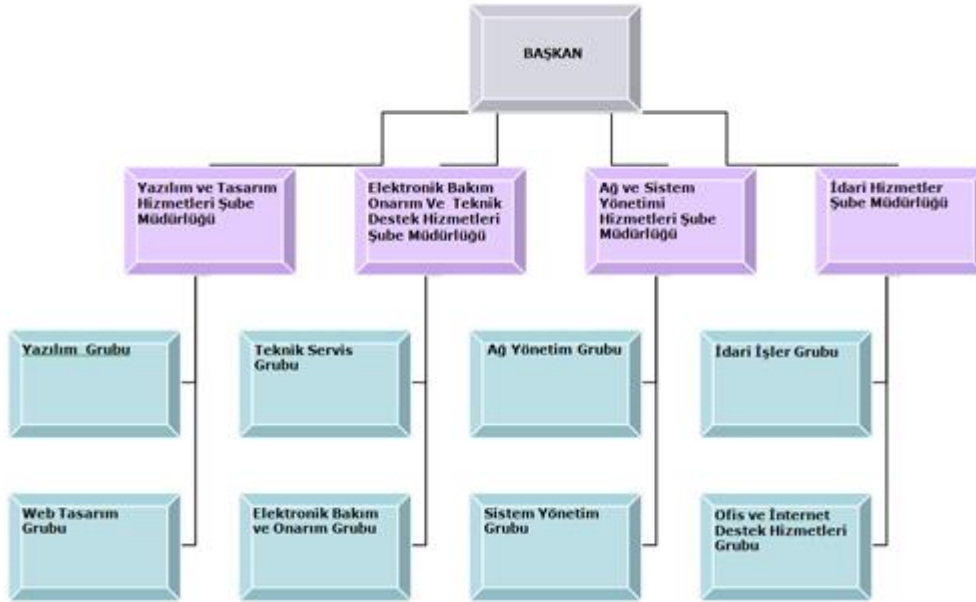 BAŞKAN
Yazılım ve Tasarım
Hizmetleri Şube
Müdürlüğü
Elektronik Bakım
Onarım Ve Teknik
Destek Hizmetleri
Şube Müdürlüğü
Ağ ve Sistem
Yönetimi
Hizmetleri Şube
Müdürlüğü
İdari Hizmetler
Şube Müdürlüğü
Yazılım Grubu
Teknik Servis
Grubu
Ağ Yönetim Grubu
İdari İşler Grubu
Web Tasarım
Grubu
Elektronik Bakım
ve Onarım Grubu
Sistem Yönetim
Grubu
Ofis ve İnternet
Destek Hizmetleri
Grubu